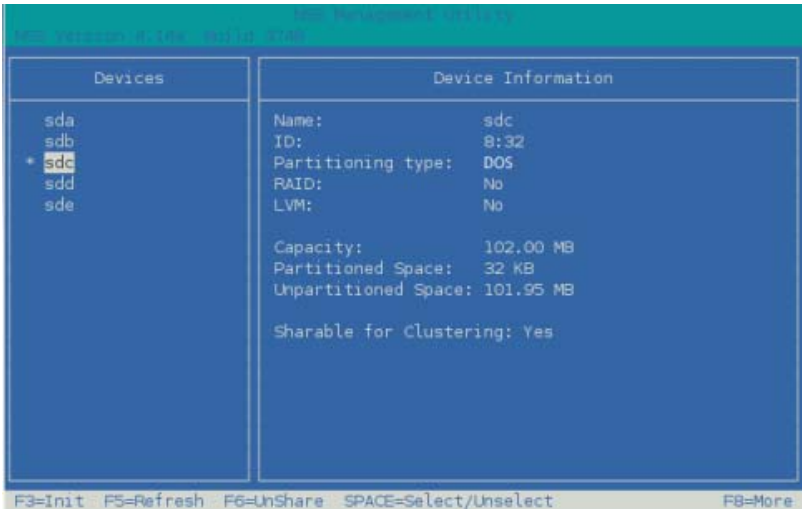 NSS Management Utility
Devices
Device Information
sda
sdb
* sdc
sdd
sde
Name: sdc
ID: 8:32
Partitioning type: DOS
RAID: No
LVM: No
Capacity: 102.00 MB
Partitioned Space: 32 KB
Unpartitioned Space: 101.95 MB
Sharable for Clustering: Yes
F3=Init F5=Refresh F6=UnShare SPACE=Select/Unselect F8=More